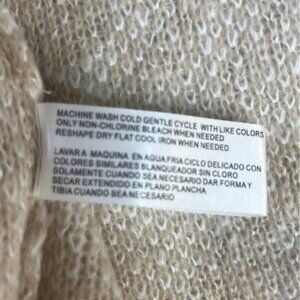 MACHINE WASH COLD GENTLE CYCLE WITH LIKE COLORS
ONLY NON-CHLORINE BLEACH WHEN NEEDED
RESHAPE DRY FLAT COOL IRON WHEN NEEDED
LAVAR A MAQUINA EN AGUA FRIA CICLO DELICADO CON
COLORES SIMILARES BLANQUEADOR SIN CLORO
SOLAMENTE CUANDO SEA NECESARIO DAR FORMA Y
SECAR EXTENDIDO EN PLANO PLANCHA
TIBIA CUANDO SEA NECESARIO